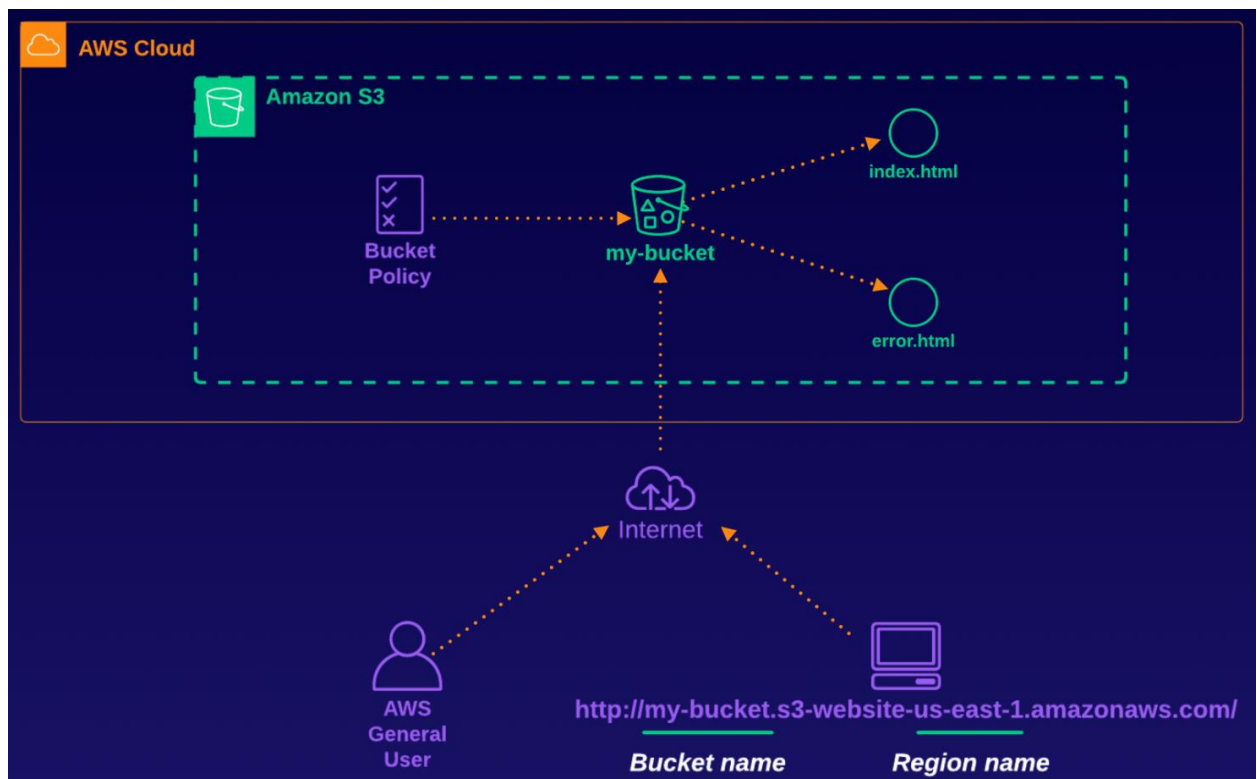 AWS Cloud
Amazon S3
index.html
Bucket
Policy
my-bucket
error.html
Internet
AWS
General
User
http://my-bucket.s3-website-us-east-1.amazonaws.com/
Bucket name
Region name